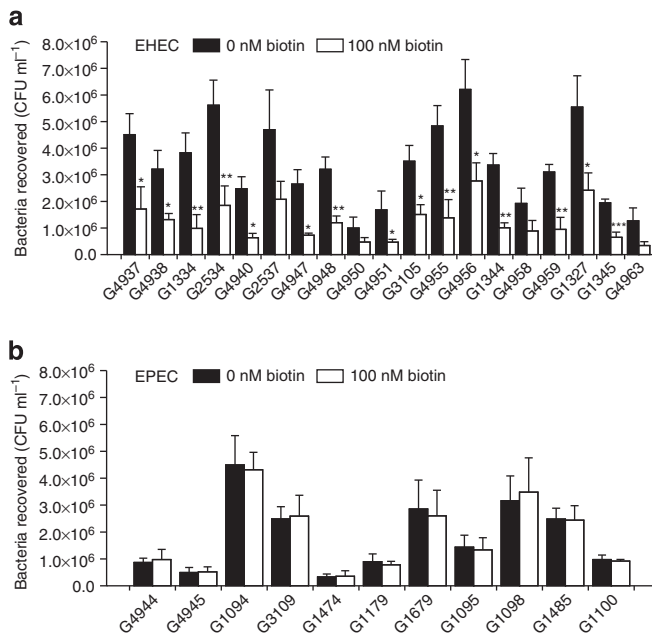 a
EHEC 0 nM biotin 100 nM biotin
Bacteria recovered (CFU ml⁻¹)
8.0×10⁶
7.0×10⁶
6.0×10⁶
5.0×10⁶
4.0×10⁶
3.0×10⁶
2.0×10⁶
1.0×10⁶
0.0
* * ** ** * * ** * * ** * ** ** * ***
G4937 G4938 G1334 G2534 G4940 G2537 G4947 G4948 G4950 G4951 G3105 G4955 G4956 G1344 G4958 G4959 G1327 G1345 G4963
b
EPEC 0 nM biotin 100 nM biotin
Bacteria recovered (CFU ml⁻¹)
8.0×10⁶
7.0×10⁶
6.0×10⁶
5.0×10⁶
4.0×10⁶
3.0×10⁶
2.0×10⁶
1.0×10⁶
0.0
G4944 G4945 G1094 G3109 G1474 G1179 G1679 G1095 G1098 G1485 G1100